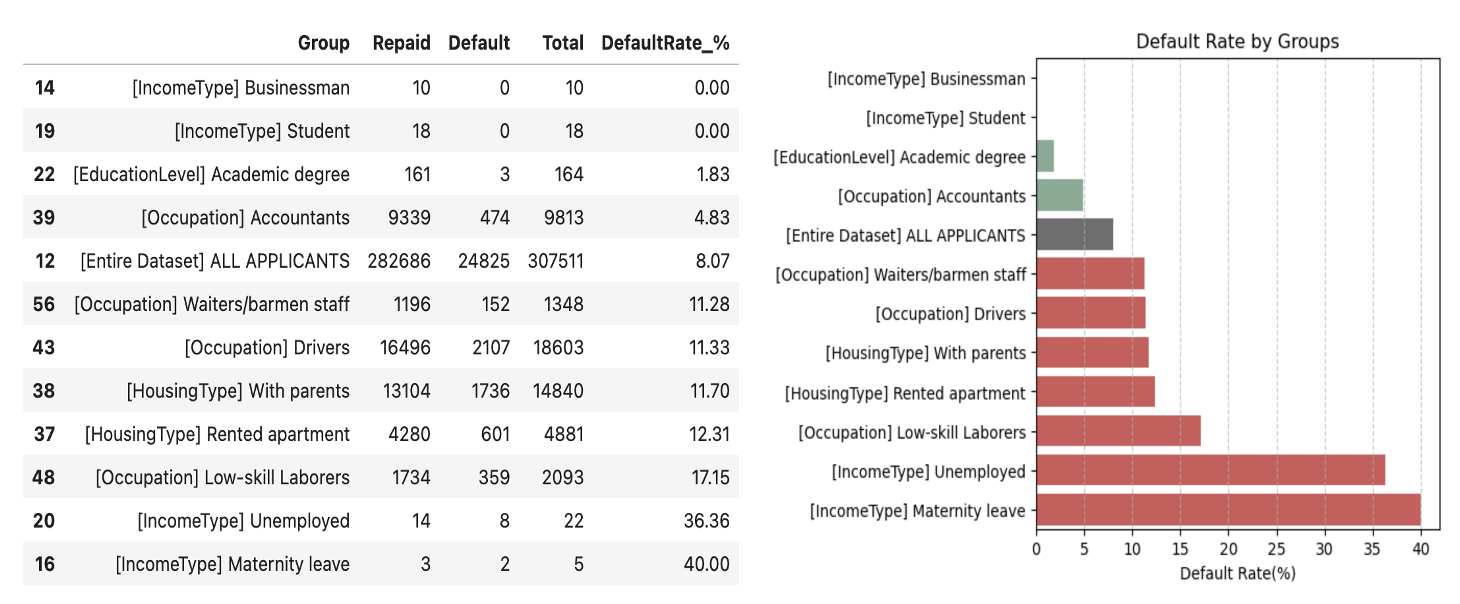 Group Repaid Default Total DefaultRate_%
14 [IncomeType] Businessman 10 0 10 0.00
19 [IncomeType] Student 18 0 18 0.00
22 [EducationLevel] Academic degree 161 3 164 1.83
39 [Occupation] Accountants 9339 474 9813 4.83
12 [Entire Dataset] ALL APPLICANTS 282686 24825 307511 8.07
56 [Occupation] Waiters/barmen staff 1196 152 1348 11.28
43 [Occupation] Drivers 16496 2107 18603 11.33
38 [HousingType] With parents 13104 1736 14840 11.70
37 [HousingType] Rented apartment 4280 601 4881 12.31
48 [Occupation] Low-skill Laborers 1734 359 2093 17.15
20 [IncomeType] Unemployed 14 8 22 36.36
16 [IncomeType] Maternity leave 3 2 5 40.00
Default Rate by Groups
[IncomeType] Businessman
[IncomeType] Student
[EducationLevel] Academic degree
[Occupation] Accountants
[Entire Dataset] ALL APPLICANTS
[Occupation] Waiters/barmen staff
[Occupation] Drivers
[HousingType] With parents
[HousingType] Rented apartment
[Occupation] Low-skill Laborers
[IncomeType] Unemployed
[IncomeType] Maternity leave
0 5 10 15 20 25 30 35 40
Default Rate(%)